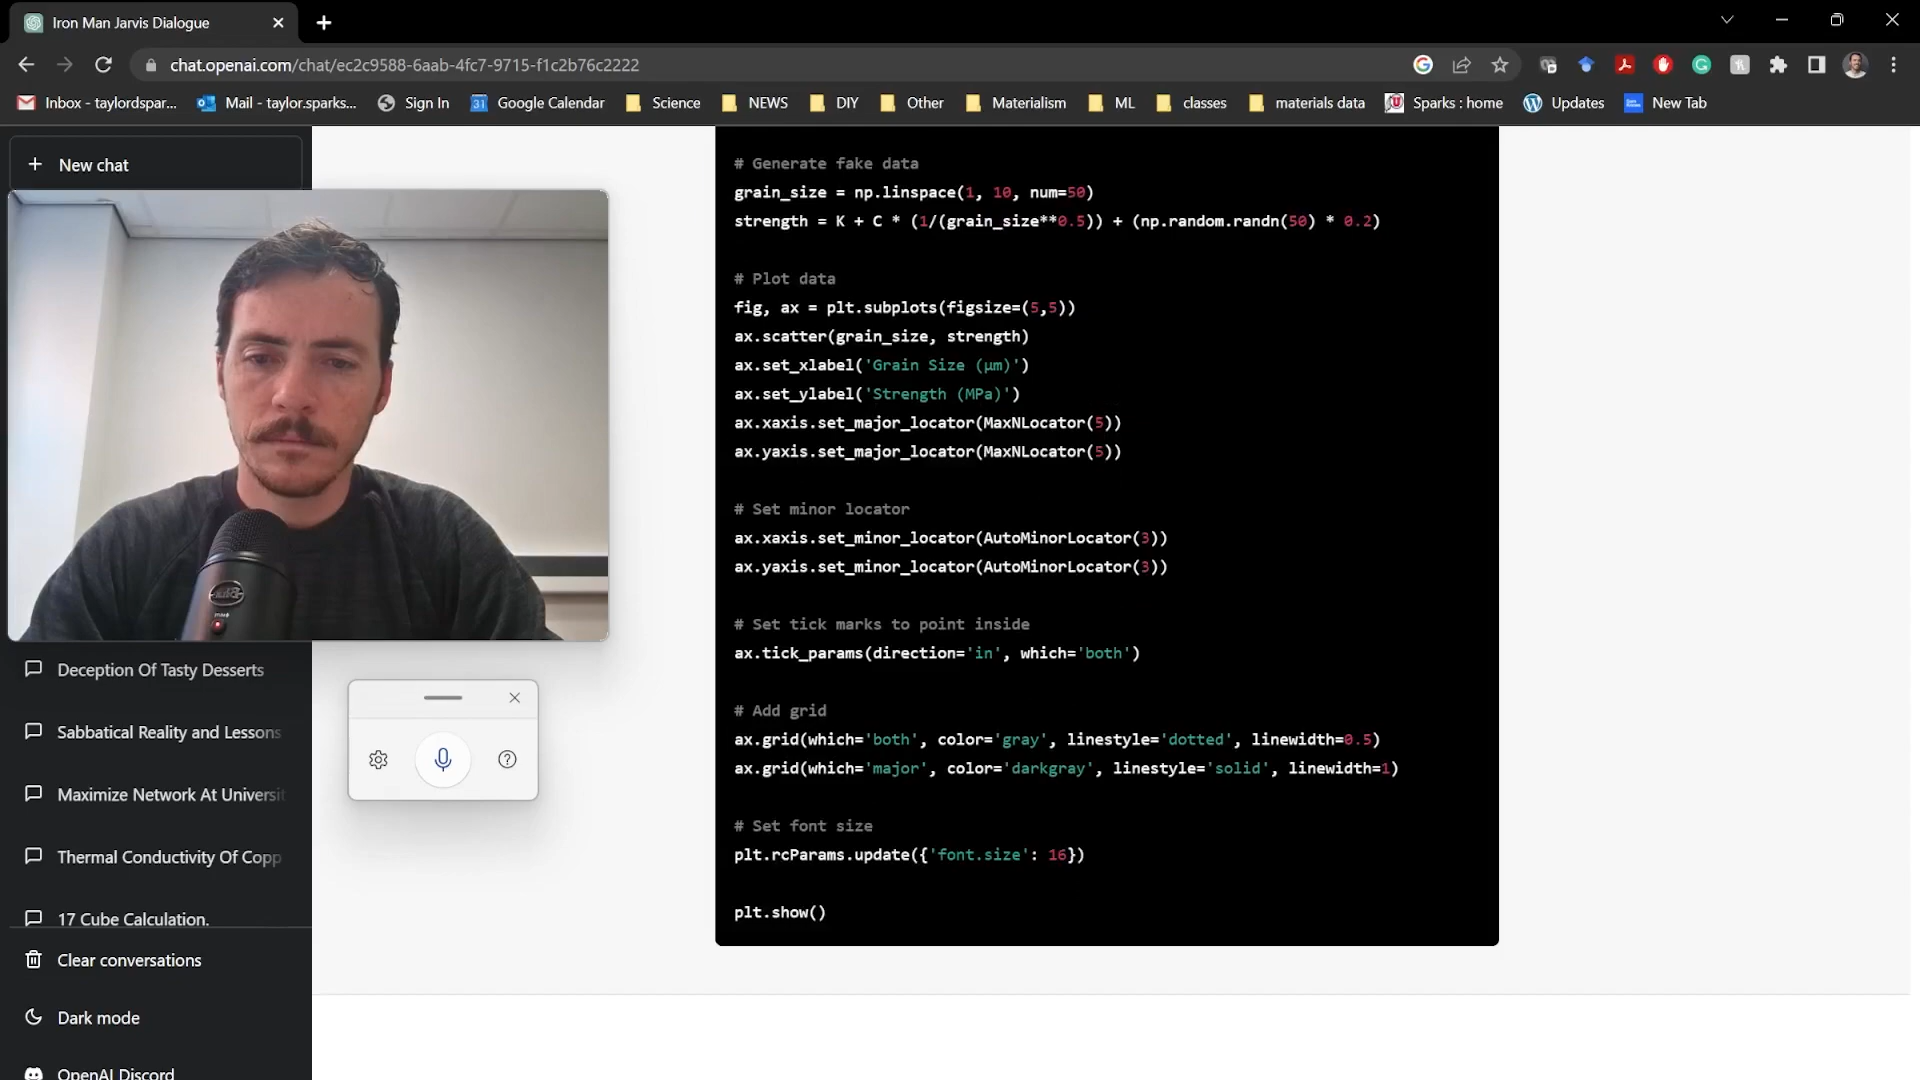 Iron Man Jarvis Dialogue
chat.openai.com/chat/ec2c9588-6aab-4fc7-9715-f1c2b76c2222
Inbox - taylordspar...
Mail - taylor.sparks...
Sign In
31
Google Calendar
Science
NEWS
DIY
Other
Materialism
ML
classes
materials data
Sparks : home
Updates
New Tab
New chat
Deception Of Tasty Desserts
Sabbatical Reality and Lessons
Maximize Network At Universit
Thermal Conductivity Of Copp
17 Cube Calculation.
Clear conversations
Dark mode
OpenAI Discord
# Generate fake data
grain_size = np.linspace(1, 10, num=50)
strength = K + C * (1/(grain_size**0.5)) + (np.random.randn(50) * 0.2)
# Plot data
fig, ax = plt.subplots(figsize=(5,5))
ax.scatter(grain_size, strength)
ax.set_xlabel('Grain Size (μm)')
ax.set_ylabel('Strength (MPa)')
ax.xaxis.set_major_locator(MaxNLocator(5))
ax.yaxis.set_major_locator(MaxNLocator(5))
# Set minor locator
ax.xaxis.set_minor_locator(AutoMinorLocator(3))
ax.yaxis.set_minor_locator(AutoMinorLocator(3))
# Set tick marks to point inside
ax.tick_params(direction='in', which='both')
# Add grid
ax.grid(which='both', color='gray', linestyle='dotted', linewidth=0.5)
ax.grid(which='major', color='darkgray', linestyle='solid', linewidth=1)
# Set font size
plt.rcParams.update({'font.size': 16})
plt.show()